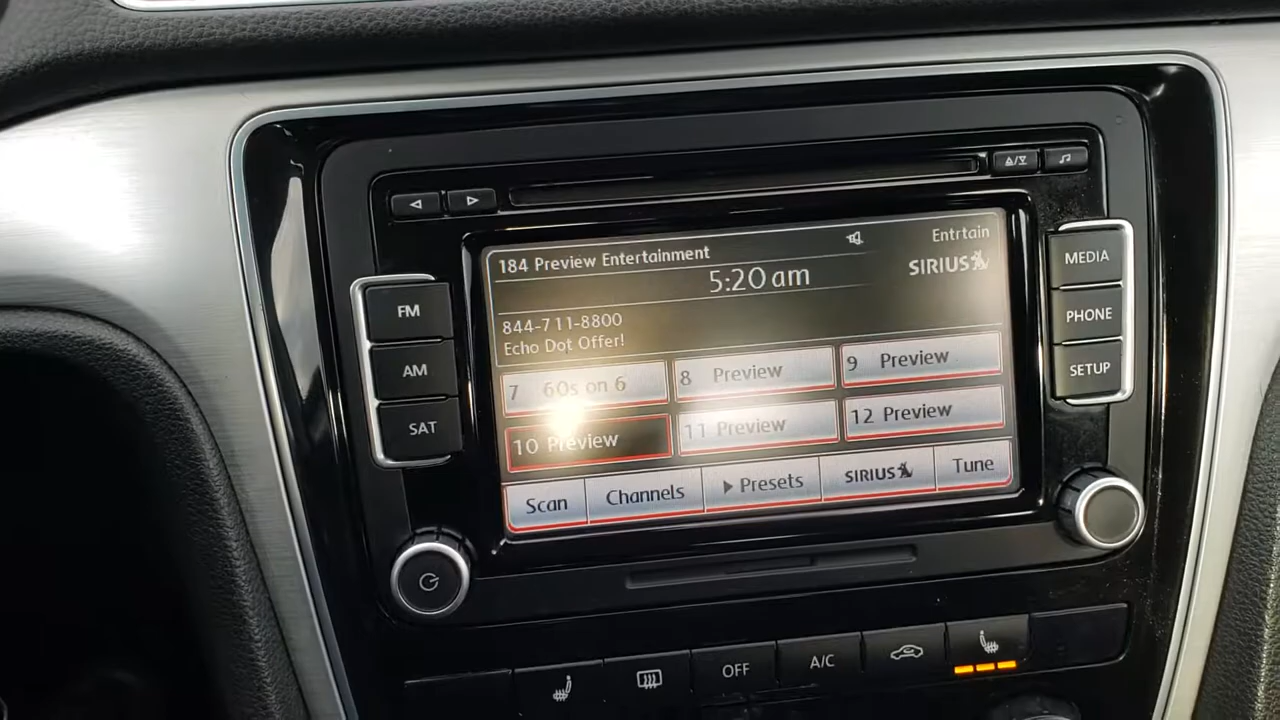 184 Preview Entertainment
Entrtain
5:20 am
SIRIUS
844-711-8800
Echo Dot Offer!
7 60s on 6
8 Preview
9 Preview
10 Preview
11 Preview
12 Preview
Scan
Channels
Presets
SIRIUS
Tune
FM
AM
SAT
MEDIA
PHONE
SETUP
OFF
A/C